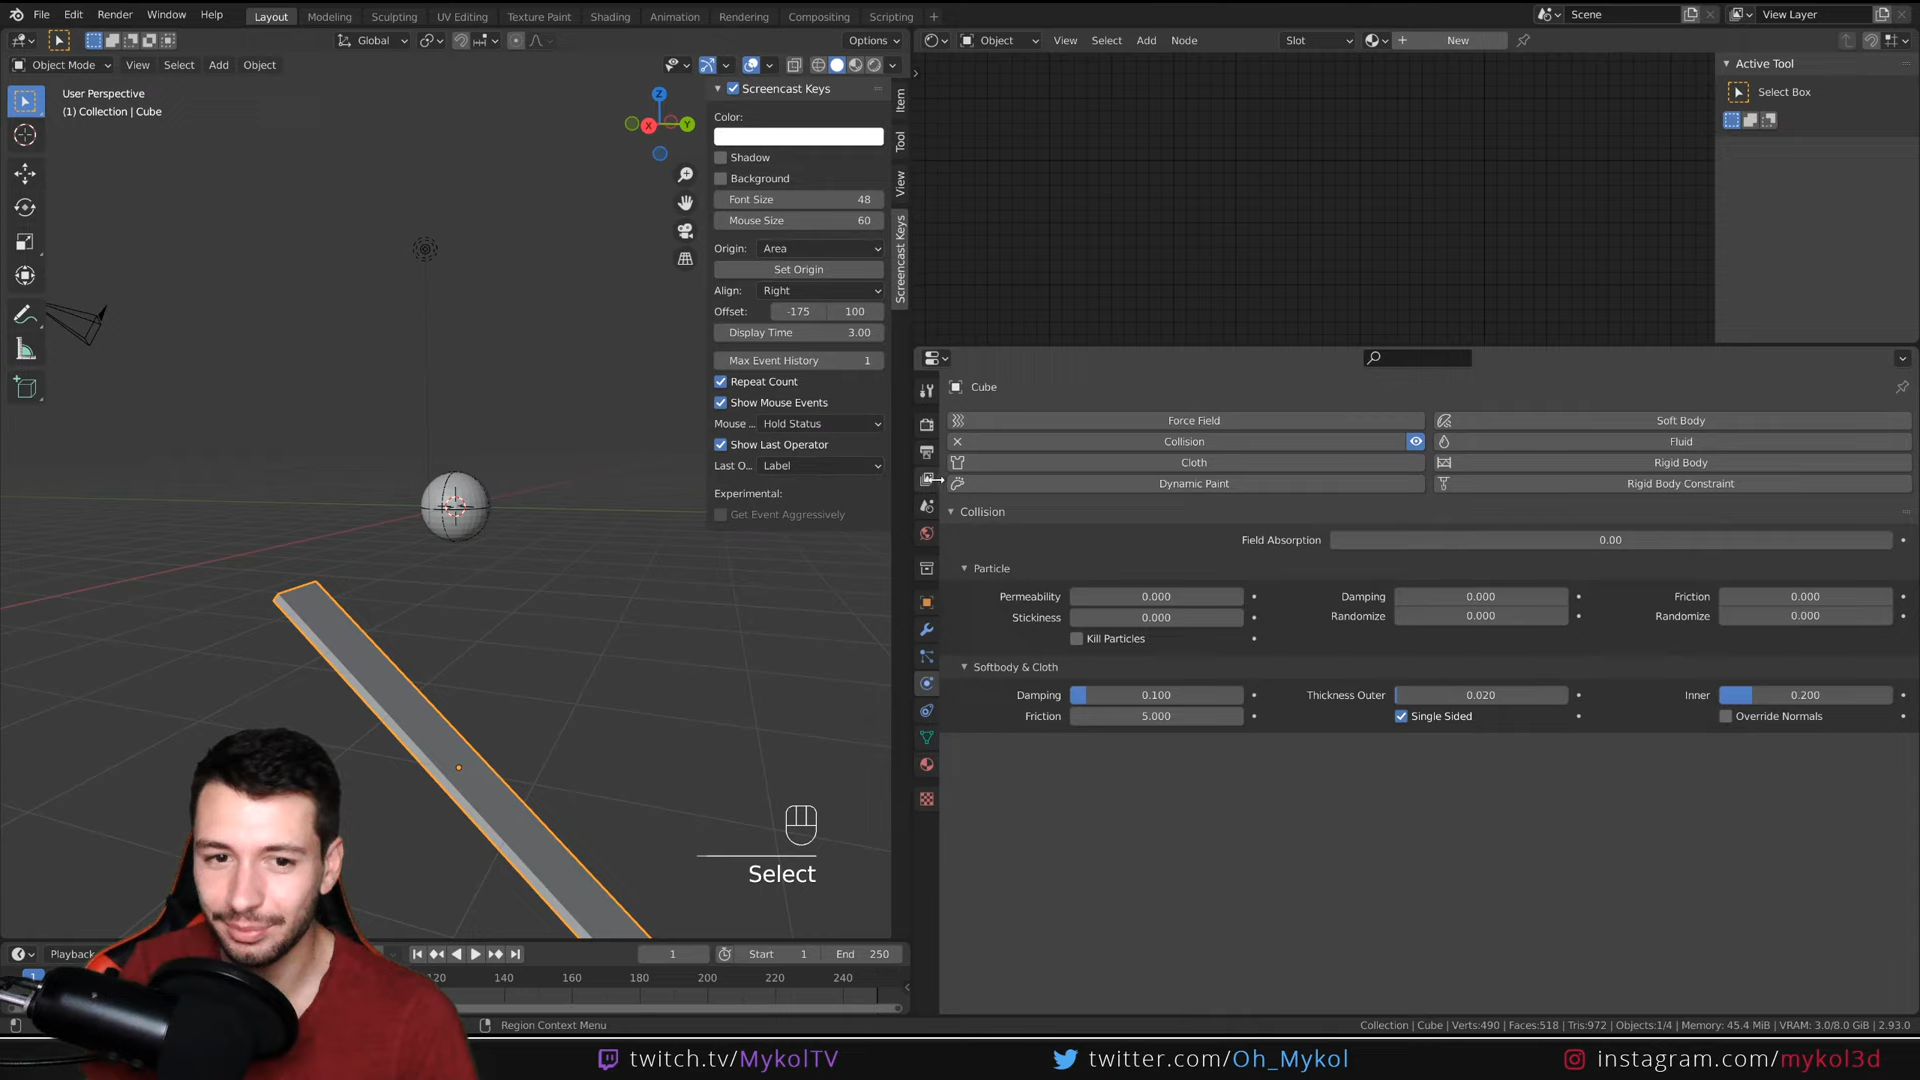 File Edit Render Window Help Layout Modeling Sculpting UV Editing Texture Paint Shading Animation Rendering Compositing Scripting + Scene View Layer
Global Options
Object Mode View Select Add Object
User Perspective
(1) Collection | Cube
Z
X
Y
Screencast Keys
Color:
Shadow
Background
Font Size 48
Mouse Size 60
Origin: Area
Set Origin
Align: Right
Offset: -175 100
Display Time 3.00
Max Event History 1
Repeat Count
Show Mouse Events
Mouse ... Hold Status
Show Last Operator
Last O... Label
Experimental:
Get Event Aggressively
Item
Tool
View
Screencast Keys
Object View Select Add Node Slot + New
Active Tool
Select Box
Cube
Force Field Soft Body
Collision Fluid
Cloth Rigid Body
Dynamic Paint Rigid Body Constraint
Collision
Field Absorption 0.00
Particle
Permeability 0.000 Damping 0.000 Friction 0.000
Stickiness 0.000 Randomize 0.000 Randomize 0.000
Kill Particles
Softbody & Cloth
Damping 0.100 Thickness Outer 0.020 Inner 0.200
Friction 5.000 Single Sided Override Normals
Select
Playback 1 Start 1 End 250
1 120 140 160 180 200 220 240
Region Context Menu
Collection | Cube | Verts:490 | Faces:518 | Tris:972 | Objects:1/4 | Memory: 45.4 MiB | VRAM: 3.0/8.0 GiB | 2.93.0
twitch.tv/MykolTV twitter.com/Oh_Mykol instagram.com/mykol3d